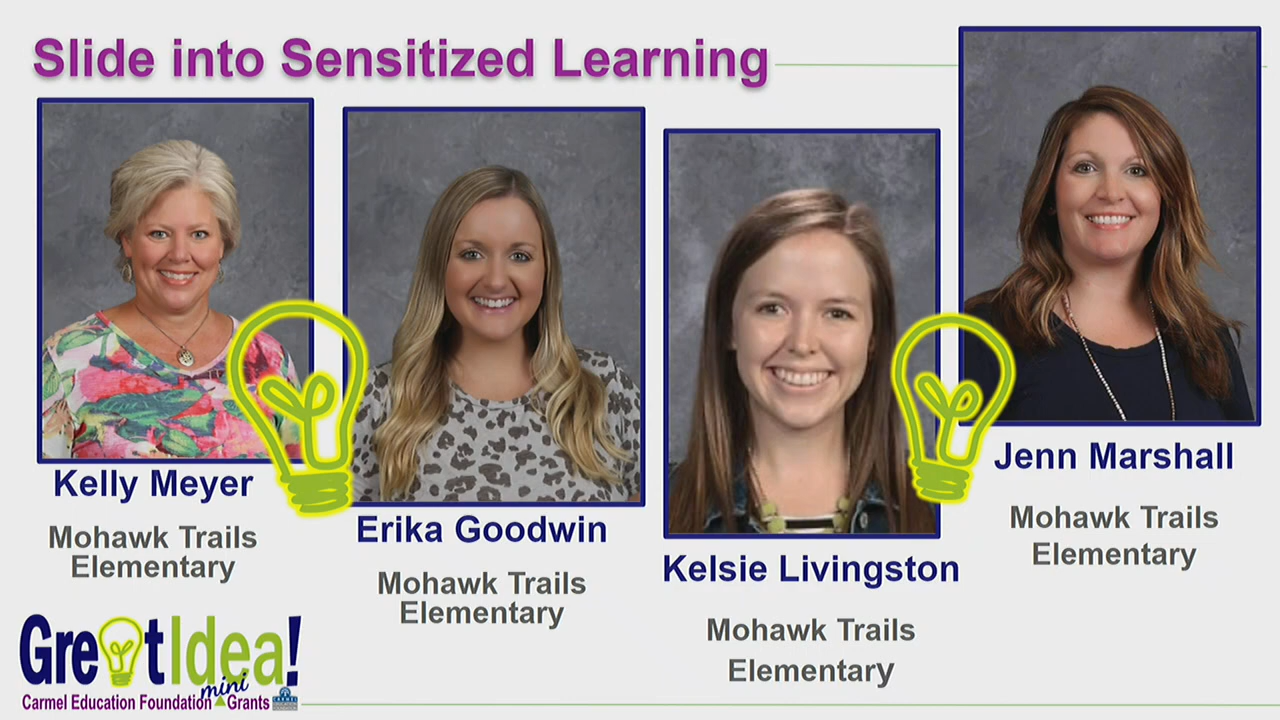 Slide into Sensitized Learning
Kelly Meyer
Mohawk Trails
Elementary
Erika Goodwin
Mohawk Trails
Elementary
Kelsie Livingston
Mohawk Trails
Elementary
Jenn Marshall
Mohawk Trails
Elementary
Great Idea!
mini
Carmel Education Foundation Grants